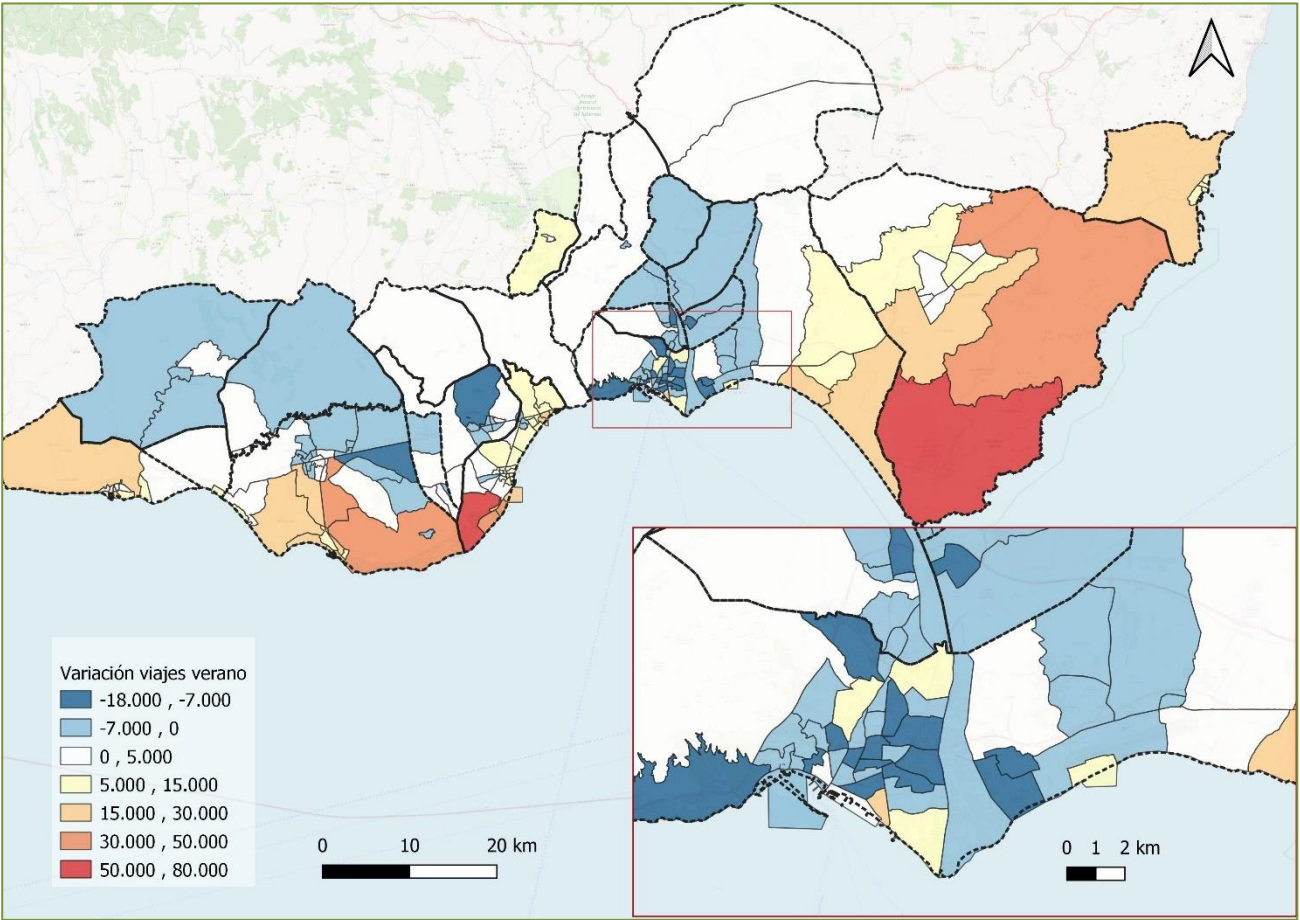 Variación viajes verano
-18.000 , -7.000
-7.000 , 0
0 , 5.000
5.000 , 15.000
15.000 , 30.000
30.000 , 50.000
50.000 , 80.000
0 10 20 km
0 1 2 km